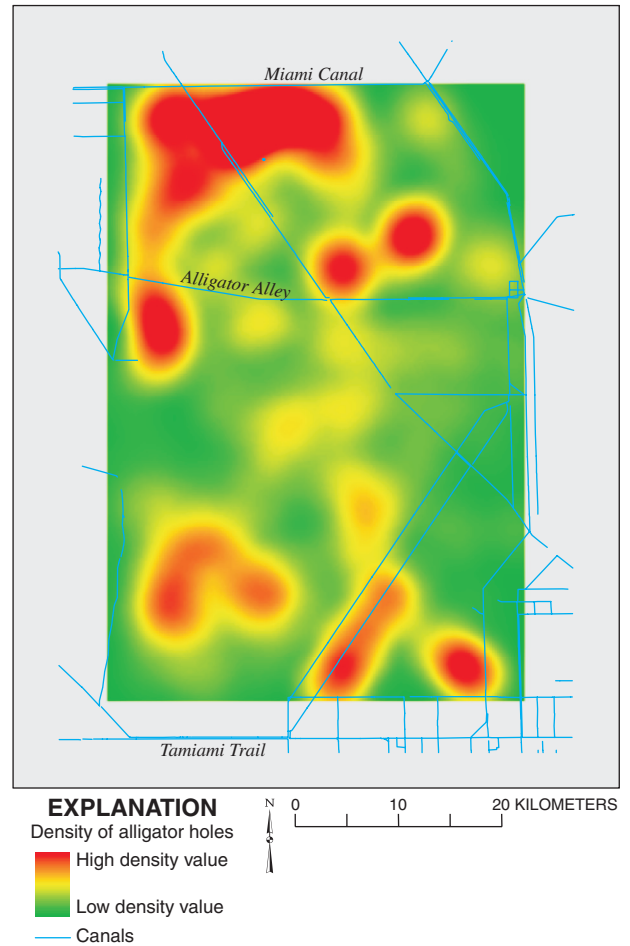 Miami Canal
Alligator Alley
Tamiami Trail
EXPLANATION
Density of alligator holes
High density value
Low density value
Canals
N
0 10 20 KILOMETERS